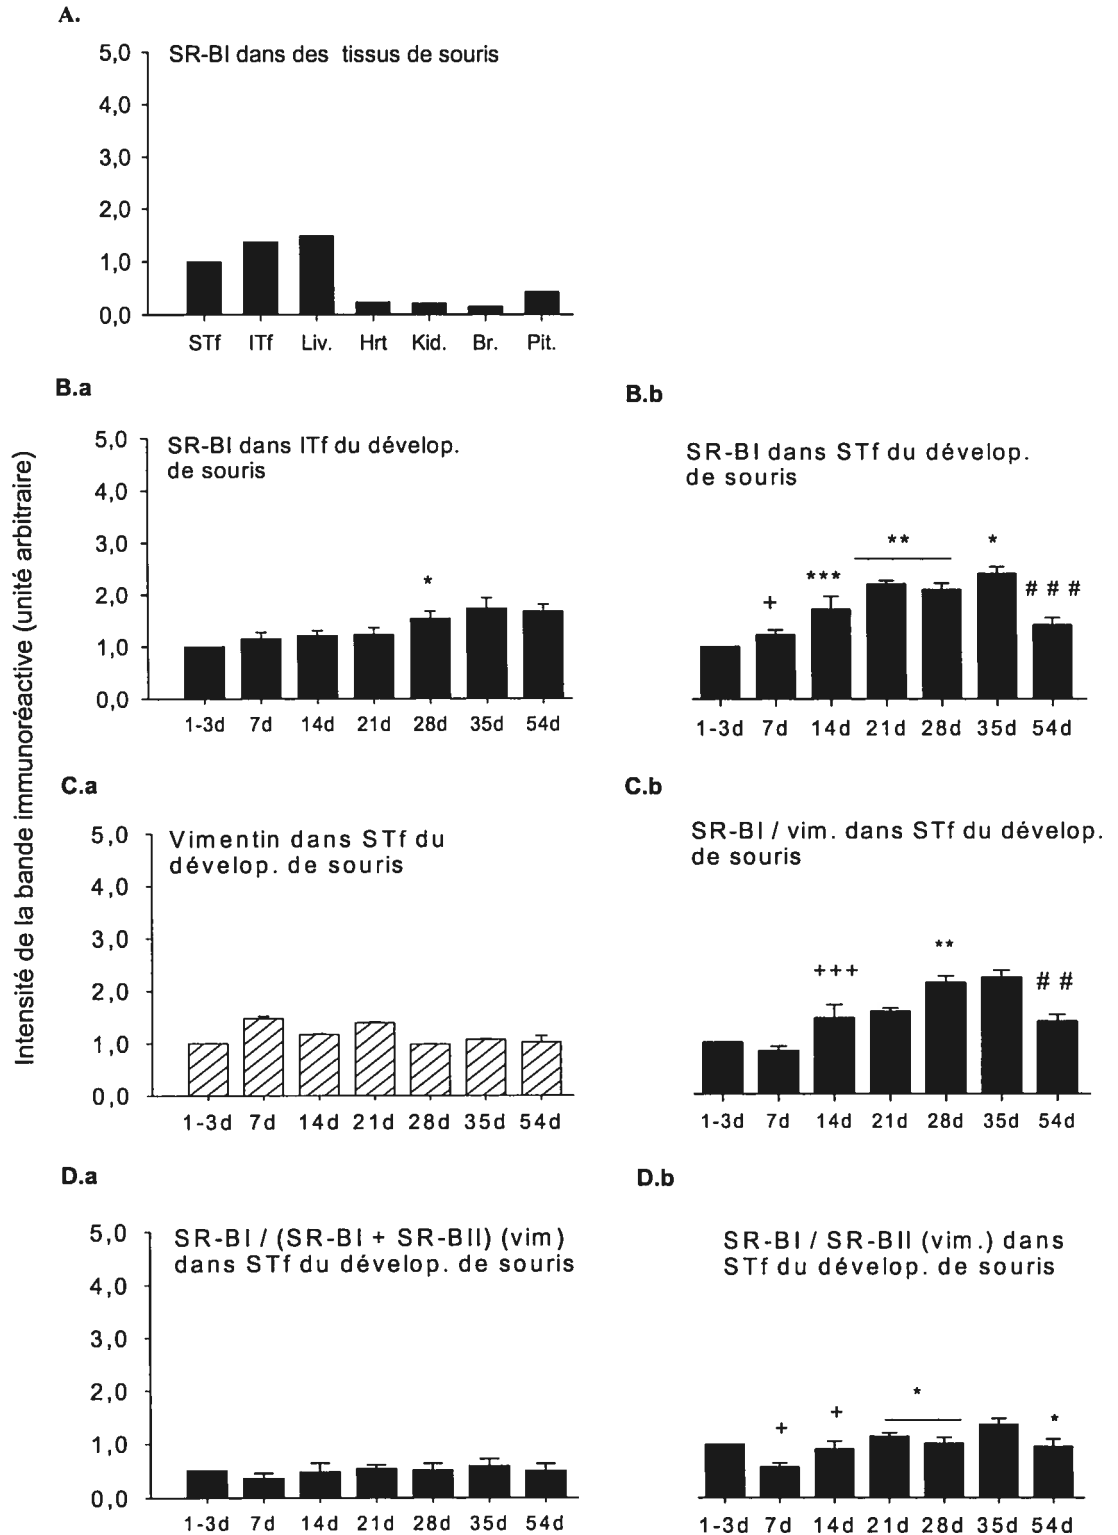 A.
SR-BI dans des tissus de souris
5,0
4,0
3,0
2,0
1,0
0,0
STf ITf Liv. Hrt Kid. Br. Pit.
Intensité de la bande immunoréactive (unité arbitraire)
B.a
SR-BI dans ITf du dévelop.
de souris
5,0
4,0
3,0
2,0
1,0
0,0
*
1-3d 7d 14d 21d 28d 35d 54d
B.b
SR-BI dans STf du dévelop.
de souris
+ *** ** * ###
1-3d 7d 14d 21d 28d 35d 54d
C.a
Vimentin dans STf du
dévelop. de souris
5,0
4,0
3,0
2,0
1,0
0,0
1-3d 7d 14d 21d 28d 35d 54d
C.b
SR-BI / vim. dans STf du dévelop.
de souris
+++ ** ##
1-3d 7d 14d 21d 28d 35d 54d
D.a
SR-BI / (SR-BI + SR-BII) (vim)
dans STf du dévelop. de souris
5,0
4,0
3,0
2,0
1,0
0,0
1-3d 7d 14d 21d 28d 35d 54d
D.b
SR-BI / SR-BII (vim.) dans
STf du dévelop. de souris
+ + * *
1-3d 7d 14d 21d 28d 35d 54d